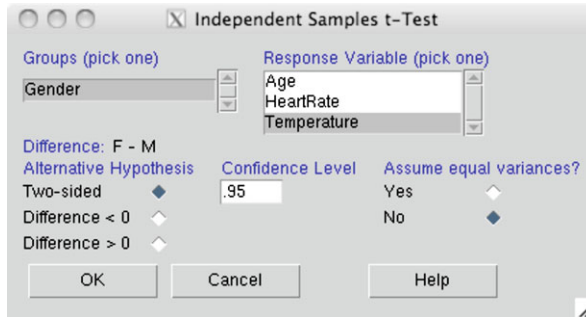 Independent Samples t-Test
Groups (pick one)
Gender
Response Variable (pick one)
Age
HeartRate
Temperature
Difference: F - M
Alternative Hypothesis
Two-sided
Difference < 0
Difference > 0
Confidence Level
.95
Assume equal variances?
Yes
No
OK
Cancel
Help